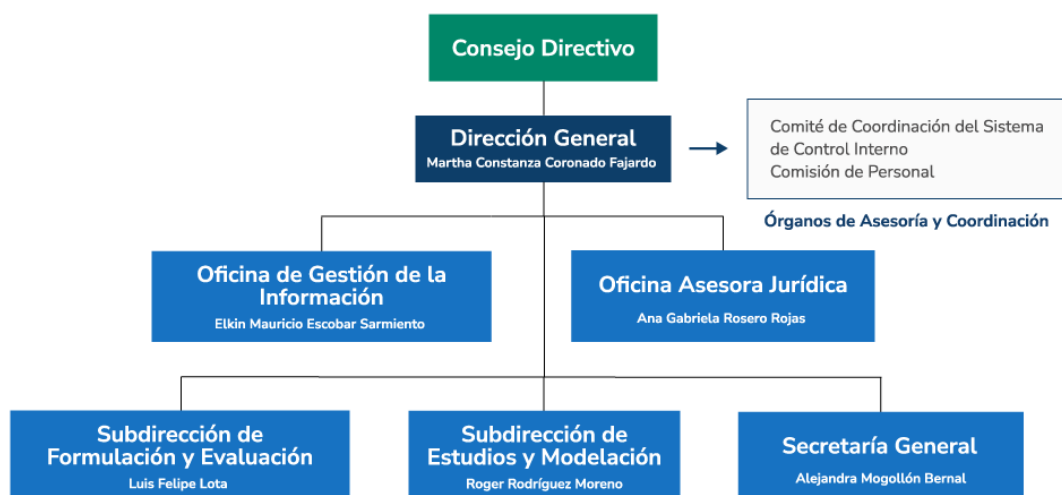 Consejo Directivo
Dirección General
Martha Constanza Coronado Fajardo
Comité de Coordinación del Sistema
de Control Interno
Comisión de Personal
Órganos de Asesoría y Coordinación
Oficina de Gestión de la
Información
Elkin Mauricio Escobar Sarmiento
Oficina Asesora Jurídica
Ana Gabriela Rosero Rojas
Subdirección de
Formulación y Evaluación
Luis Felipe Lota
Subdirección de
Estudios y Modelación
Roger Rodríguez Moreno
Secretaría General
Alejandra Mogollón Bernal